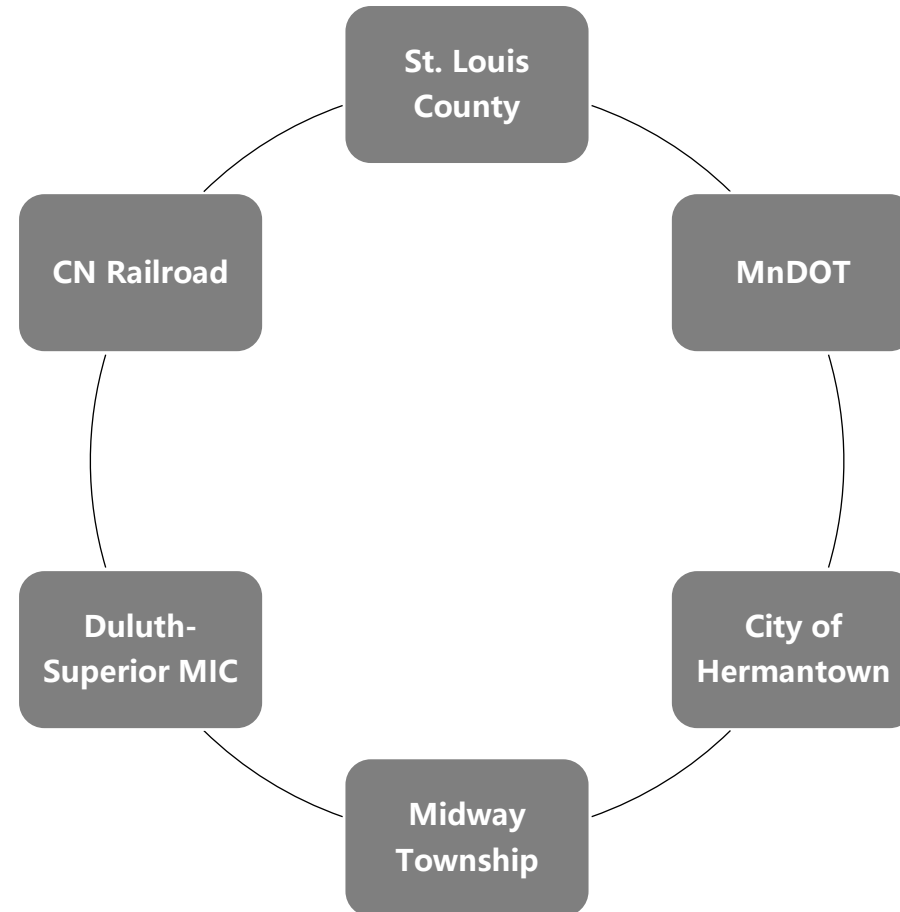 St. Louis
County
CN Railroad
MnDOT
Duluth-
Superior MIC
City of
Hermantown
Midway
Township